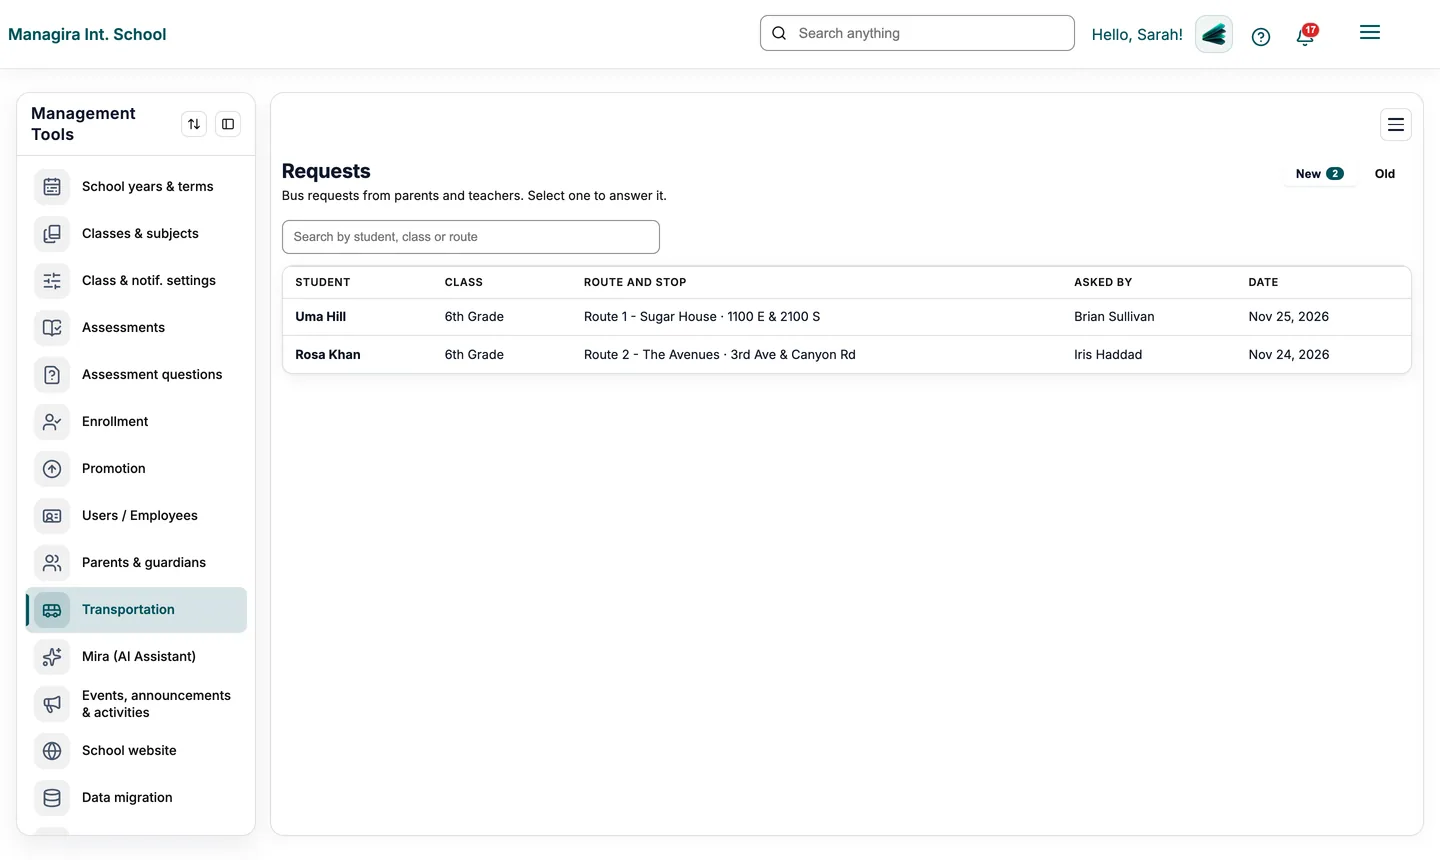 Managira Int. School
Search anything
Hello, Sarah!
17
Management
Tools
School years & terms
Classes & subjects
Class & notif. settings
Assessments
Assessment questions
Enrollment
Promotion
Users / Employees
Parents & guardians
Transportation
Mira (AI Assistant)
Events, announcements
& activities
School website
Data migration
Requests
New 2
Old
Bus requests from parents and teachers. Select one to answer it.
Search by student, class or route
STUDENT CLASS ROUTE AND STOP ASKED BY DATE
Uma Hill 6th Grade Route 1 - Sugar House · 1100 E & 2100 S Brian Sullivan Nov 25, 2026
Rosa Khan 6th Grade Route 2 - The Avenues · 3rd Ave & Canyon Rd Iris Haddad Nov 24, 2026